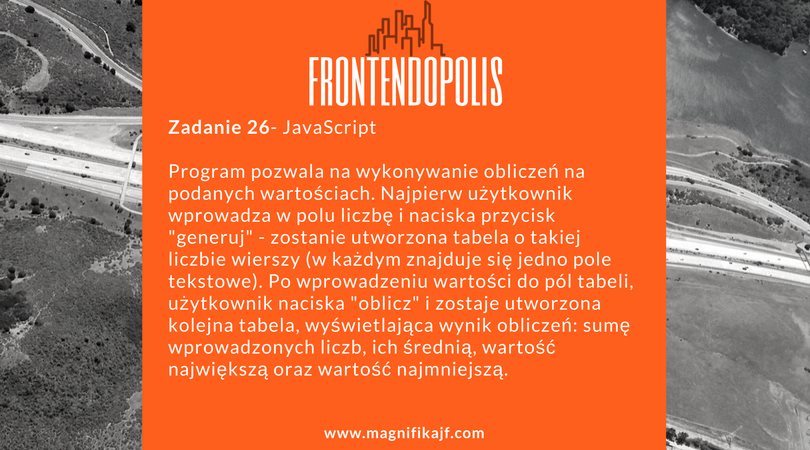 FRONTENDOPOLIS
Zadanie 26- JavaScript
Program pozwala na wykonywanie obliczeń na
podanych wartościach. Najpierw użytkownik
wprowadza w polu liczbę i naciska przycisk
"generuj" - zostanie utworzona tabela o takiej
liczbie wierszy (w każdym znajduje się jedno pole
tekstowe). Po wprowadzeniu wartości do pól tabeli,
użytkownik naciska "oblicz" i zostaje utworzona
kolejna tabela, wyświetlająca wynik obliczeń: sumę
wprowadzonych liczb, ich średnią, wartość
największą oraz wartość najmniejszą.
www.magnifikajf.com